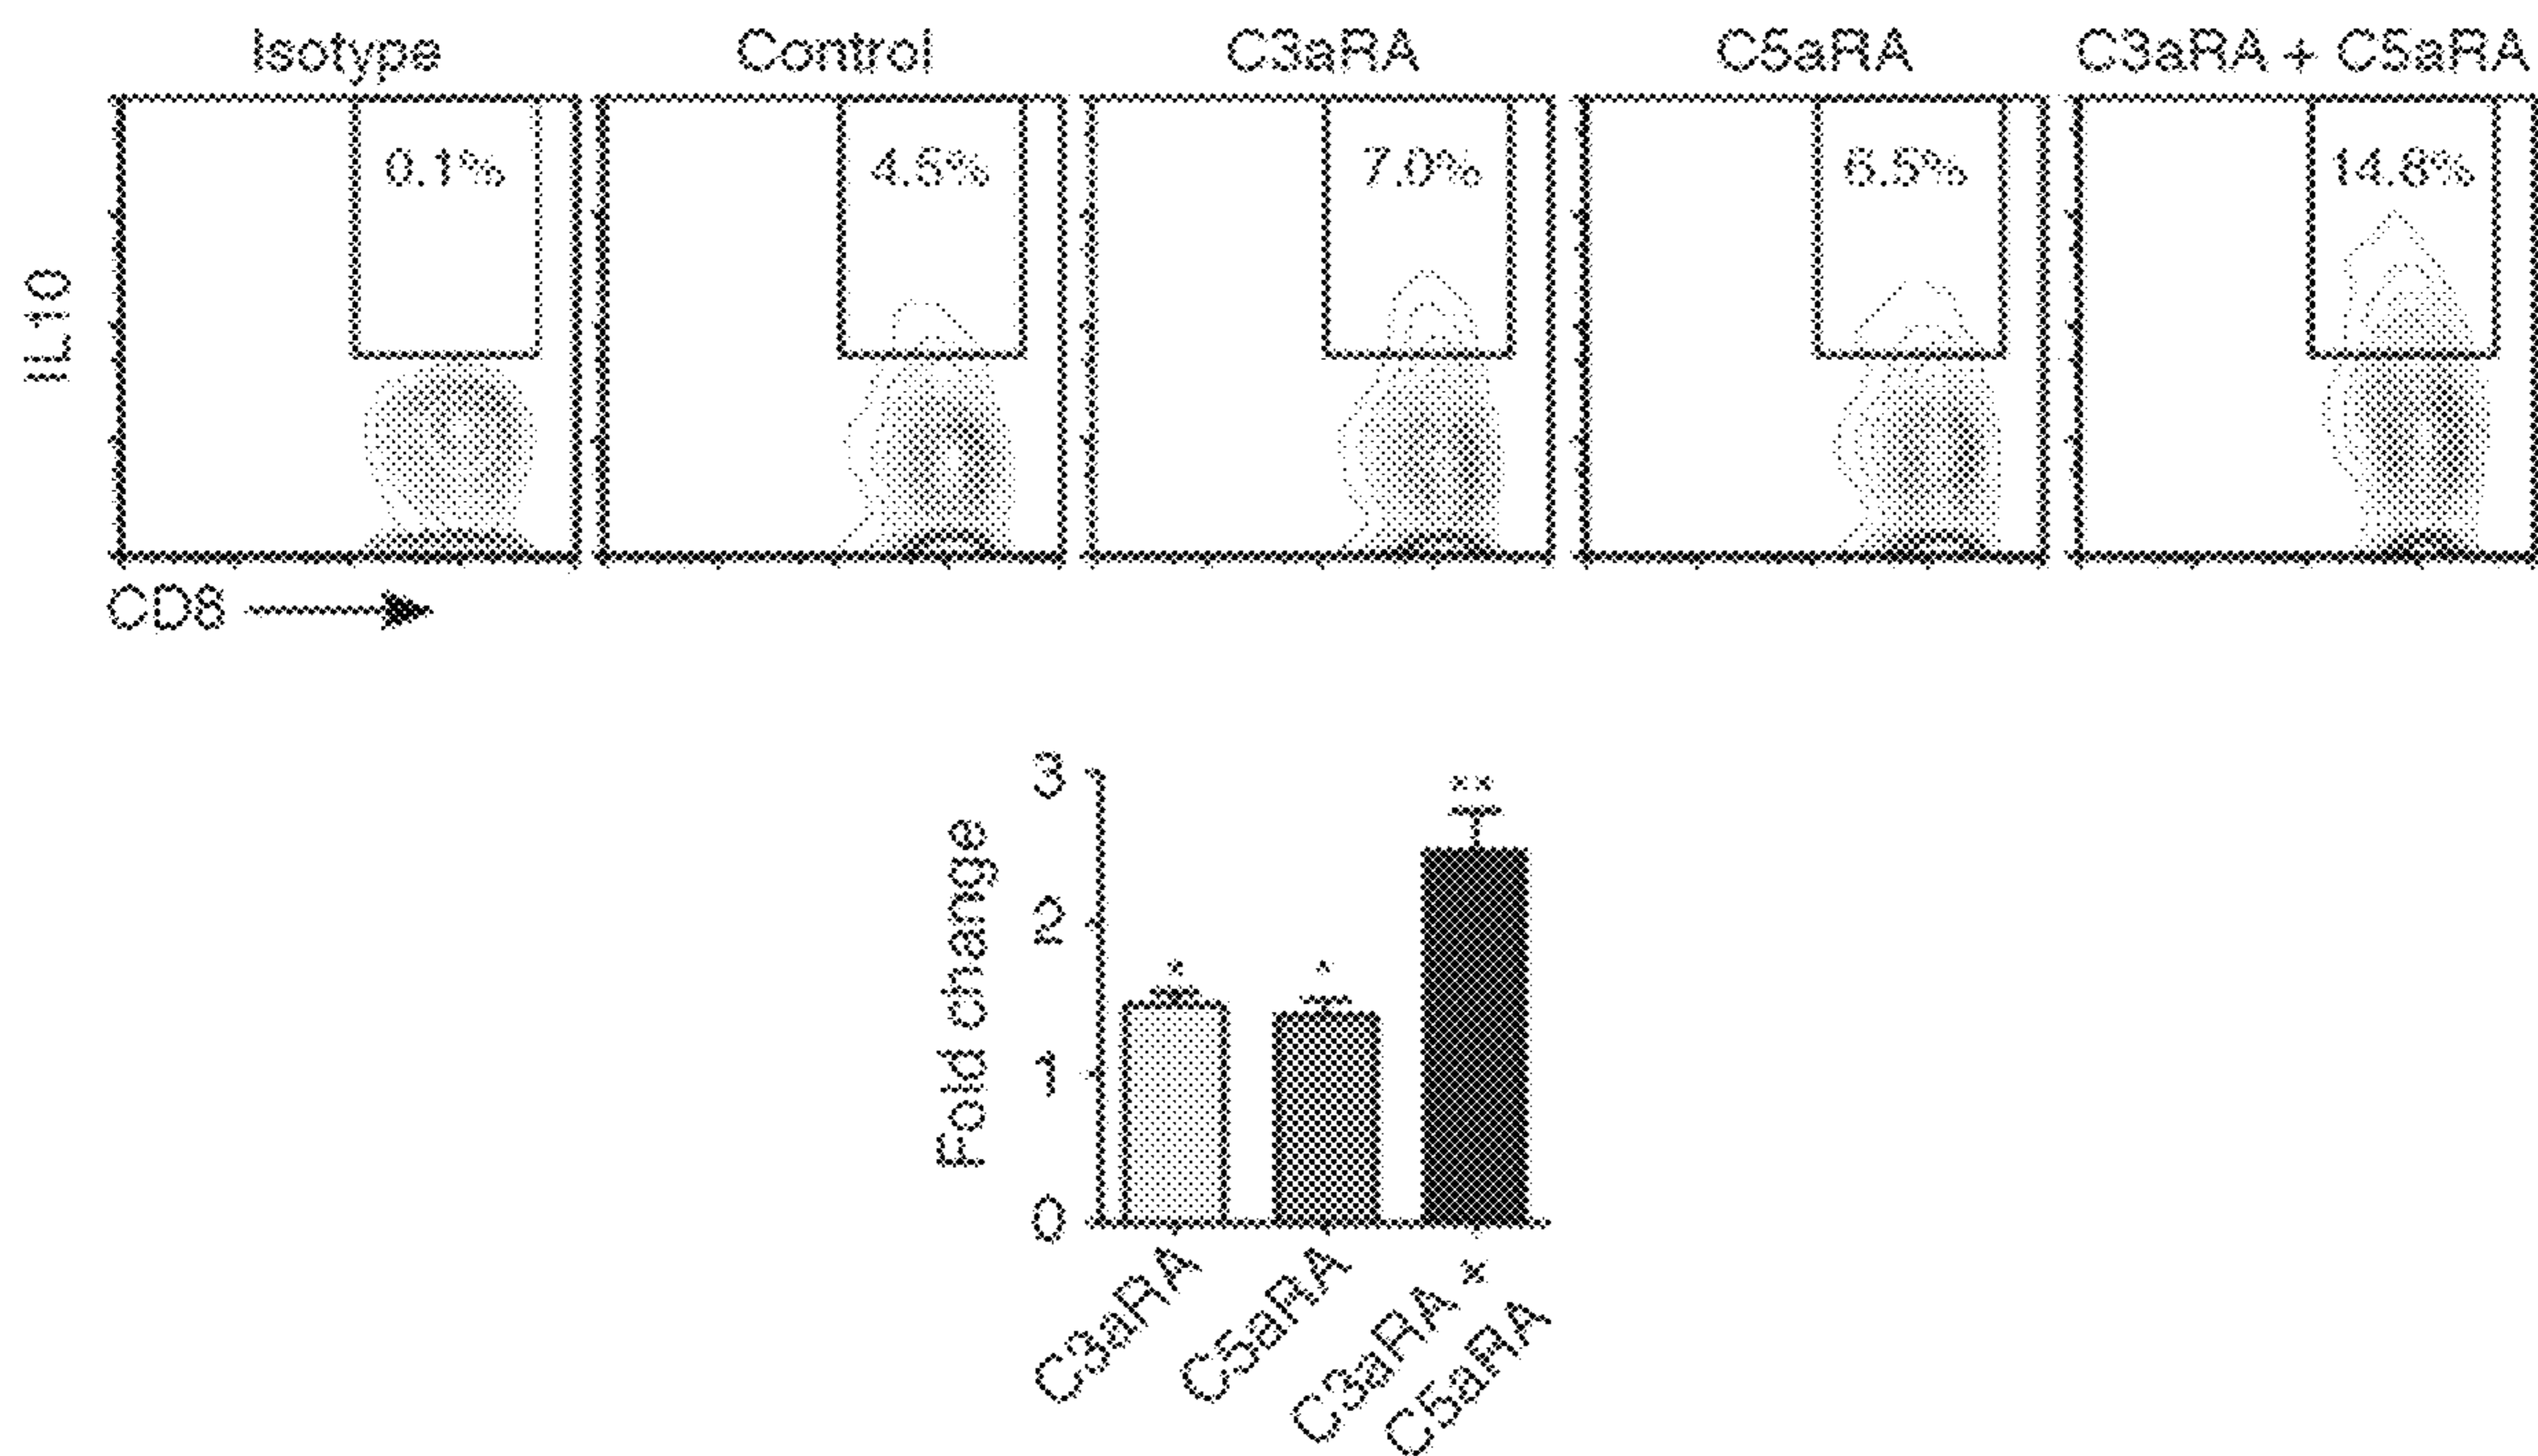 Isotype Control C3aRA C5aRA C3aRA + C5aRA
0.1% 4.5% 7.0% 6.5% 14.8%
IL10
CD8
3
2
1
0
Fold change
** 
* *
C3aRA
C5aRA
C3aRA +
C5aRA